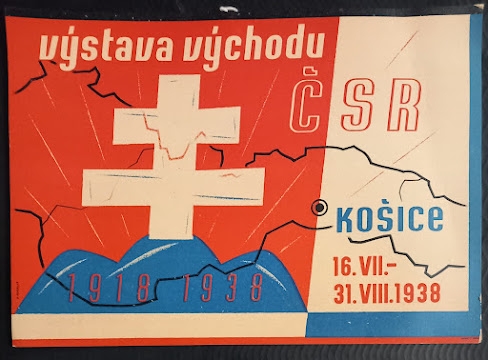 výstava východu
ČSR
KOŠICE
16.VII.-
31.VIII.1938
1918 1938